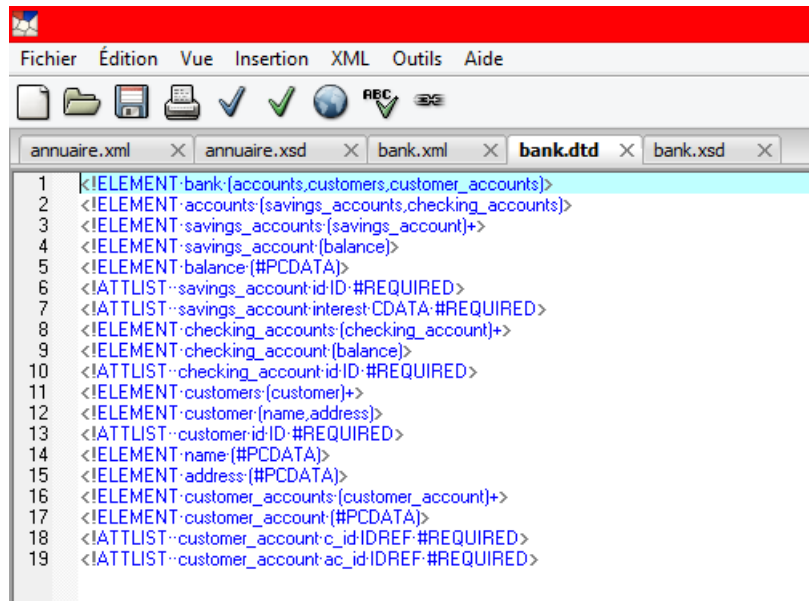 Fichier Édition Vue Insertion XML Outils Aide
ABC
annuaire.xml annuaire.xsd bank.xml bank.dtd bank.xsd
1 <!ELEMENT·bank·(accounts,customers,customer_accounts)>
2 <!ELEMENT·accounts·(savings_accounts,checking_accounts)>
3 <!ELEMENT·savings_accounts·(savings_account)+>
4 <!ELEMENT·savings_account·(balance)>
5 <!ELEMENT·balance·(#PCDATA)>
6 <!ATTLIST··savings_account·id·ID·#REQUIRED>
7 <!ATTLIST··savings_account·interest·CDATA·#REQUIRED>
8 <!ELEMENT·checking_accounts·(checking_account)+>
9 <!ELEMENT·checking_account·(balance)>
10 <!ATTLIST··checking_account·id·ID·#REQUIRED>
11 <!ELEMENT·customers·(customer)+>
12 <!ELEMENT·customer·(name,address)>
13 <!ATTLIST··customer·id·ID·#REQUIRED>
14 <!ELEMENT·name·(#PCDATA)>
15 <!ELEMENT·address·(#PCDATA)>
16 <!ELEMENT·customer_accounts·(customer_account)+>
17 <!ELEMENT·customer_account·(#PCDATA)>
18 <!ATTLIST··customer_account·c_id·IDREF·#REQUIRED>
19 <!ATTLIST··customer_account·ac_id·IDREF·#REQUIRED>